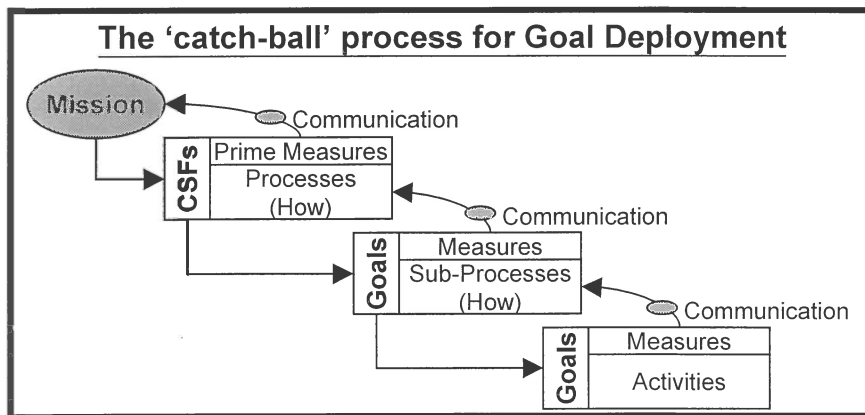 The ‘catch-ball’ process for Goal Deployment
Mission
Communication
CSFs
Prime Measures
Processes
(How)
Communication
Goals
Measures
Sub-Processes
(How)
Communication
Goals
Measures
Activities